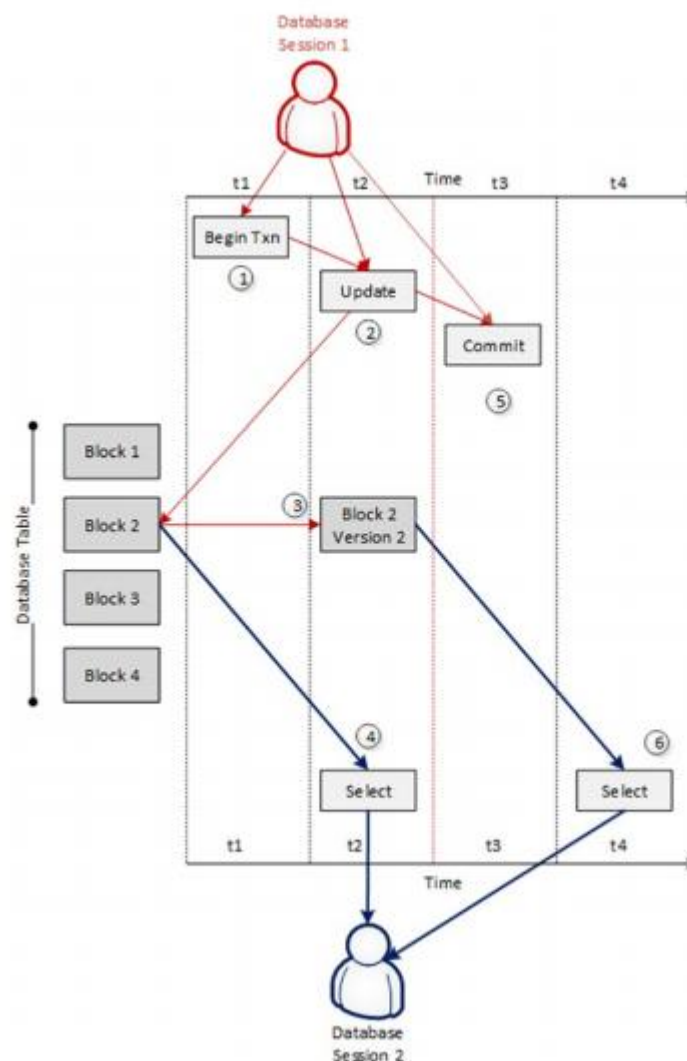 Database
Session 1
t1
t2
Time
t3
t4
Begin Txn
1
Update
2
Commit
5
Database Table
Block 1
Block 2
3
Block 2
Version 2
Block 3
Block 4
4
6
Select
Select
t1
t2
t3
t4
Time
Database
Session 2